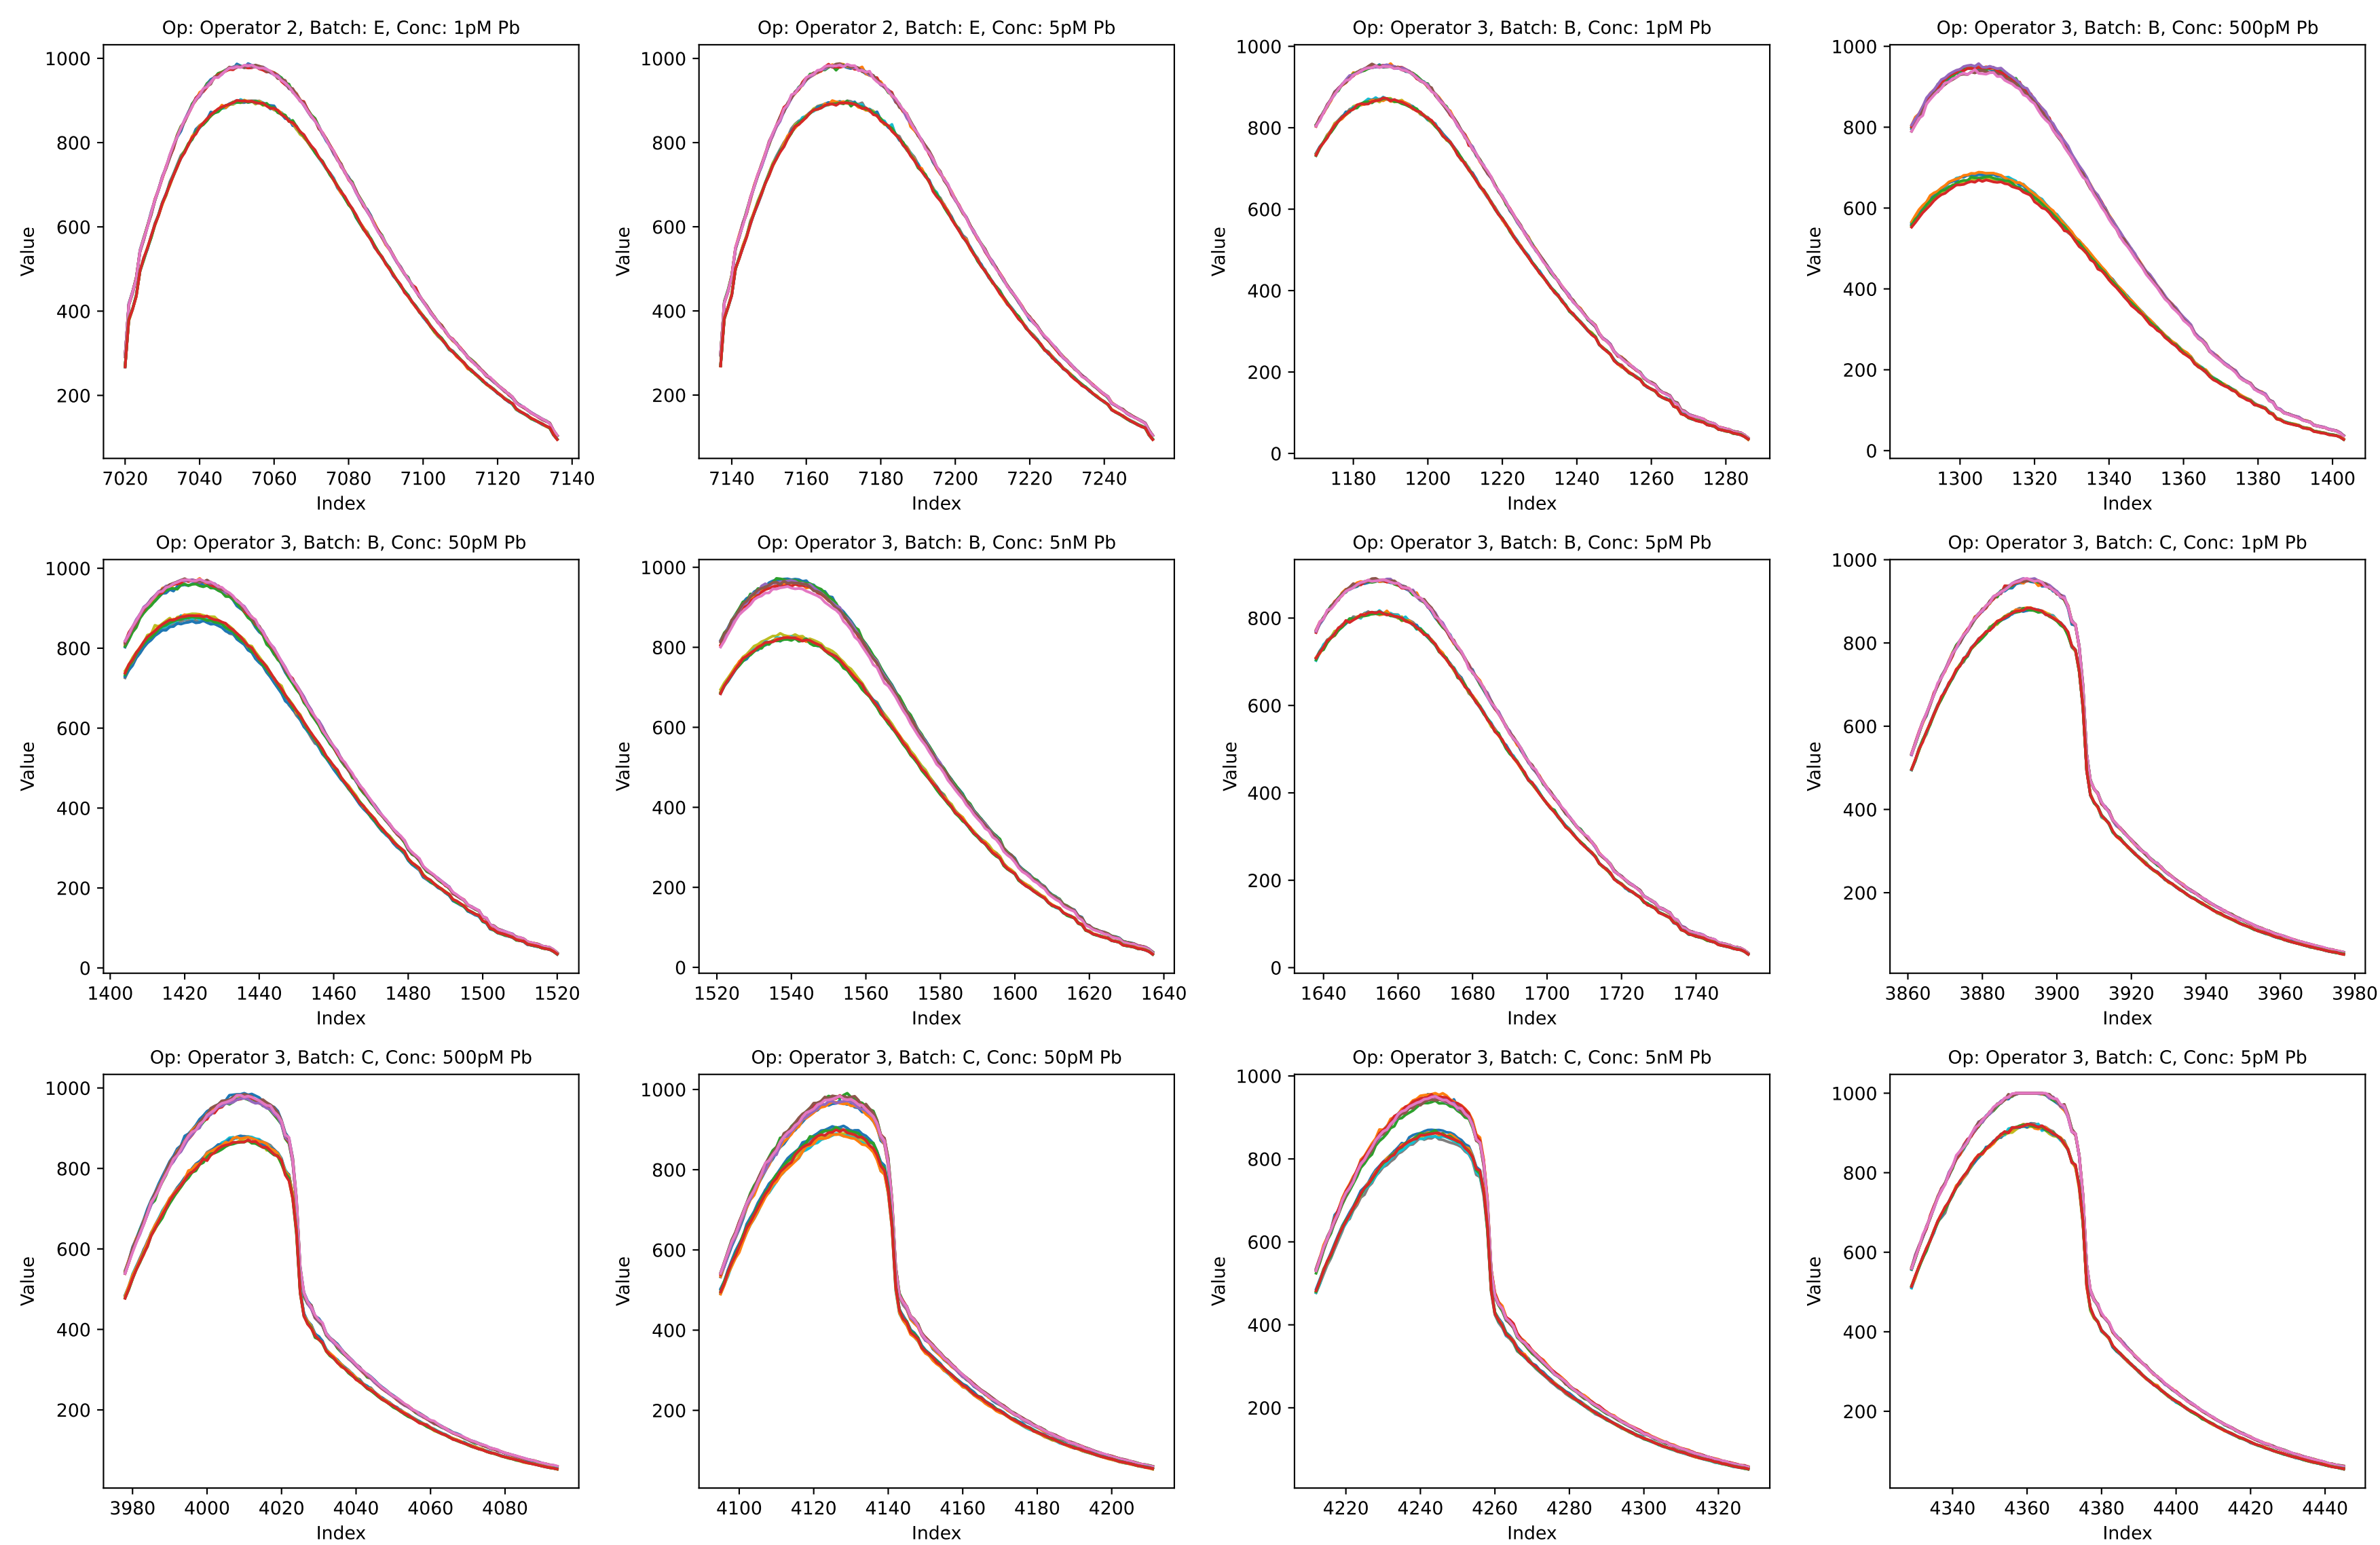 Op: Operator 2, Batch: E, Conc: 1pM Pb
Value
1000
800
600
400
200
7020 7040 7060 7080 7100 7120 7140
Index
Op: Operator 2, Batch: E, Conc: 5pM Pb
Value
1000
800
600
400
200
7140 7160 7180 7200 7220 7240
Index
Op: Operator 3, Batch: B, Conc: 1pM Pb
Value
1000
800
600
400
200
0
1180 1200 1220 1240 1260 1280
Index
Op: Operator 3, Batch: B, Conc: 500pM Pb
Value
1000
800
600
400
200
0
1300 1320 1340 1360 1380 1400
Index
Op: Operator 3, Batch: B, Conc: 50pM Pb
Value
1000
800
600
400
200
0
1400 1420 1440 1460 1480 1500 1520
Index
Op: Operator 3, Batch: B, Conc: 5nM Pb
Value
1000
800
600
400
200
0
1520 1540 1560 1580 1600 1620 1640
Index
Op: Operator 3, Batch: B, Conc: 5pM Pb
Value
800
600
400
200
0
1640 1660 1680 1700 1720 1740
Index
Op: Operator 3, Batch: C, Conc: 1pM Pb
Value
1000
800
600
400
200
3860 3880 3900 3920 3940 3960 3980
Index
Op: Operator 3, Batch: C, Conc: 500pM Pb
Value
1000
800
600
400
200
3980 4000 4020 4040 4060 4080
Index
Op: Operator 3, Batch: C, Conc: 50pM Pb
Value
1000
800
600
400
200
4100 4120 4140 4160 4180 4200
Index
Op: Operator 3, Batch: C, Conc: 5nM Pb
Value
1000
800
600
400
200
4220 4240 4260 4280 4300 4320
Index
Op: Operator 3, Batch: C, Conc: 5pM Pb
Value
1000
800
600
400
200
4340 4360 4380 4400 4420 4440
Index